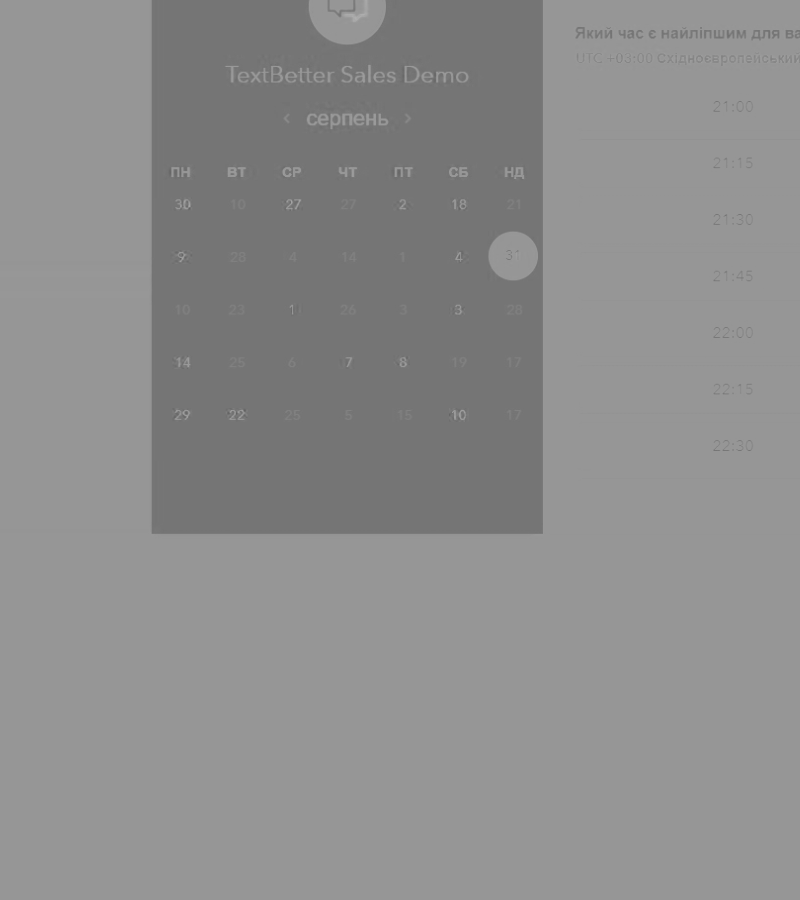 TextBetter Sales Demo
‹ серпень ›
ПН ВТ СР ЧТ ПТ СБ НД
30 10 27 27 2 18 21
9 28 4 14 1 4 31
10 23 1 26 3 3 28
14 25 6 7 8 19 17
29 22 25 5 15 10 17
Який час є найліпшим для ва
UTC +03:00 Східноєвропейський
21:00
21:15
21:30
21:45
22:00
22:15
22:30